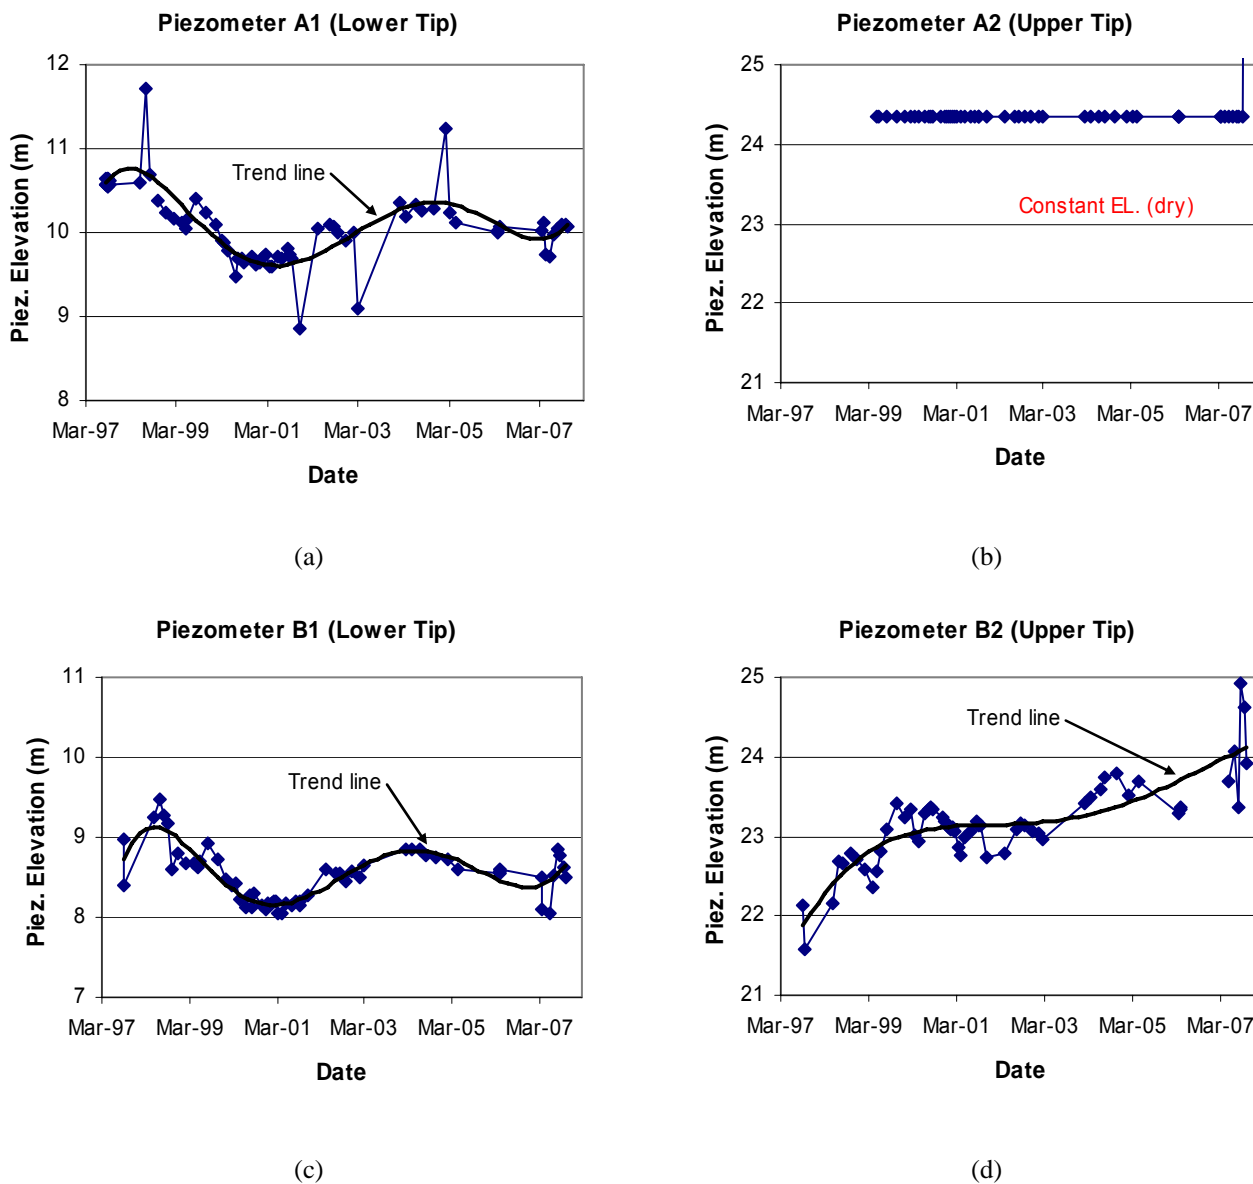 Piezometer A1 (Lower Tip)
12
11
10
9
8
Piez. Elevation (m)
Trend line
Mar-97 Mar-99 Mar-01 Mar-03 Mar-05 Mar-07
Date
(a)
Piezometer A2 (Upper Tip)
25
24
23
22
21
Piez. Elevation (m)
Constant EL. (dry)
Mar-97 Mar-99 Mar-01 Mar-03 Mar-05 Mar-07
Date
(b)
Piezometer B1 (Lower Tip)
11
10
9
8
7
Piez. Elevation (m)
Trend line
Mar-97 Mar-99 Mar-01 Mar-03 Mar-05 Mar-07
Date
(c)
Piezometer B2 (Upper Tip)
25
24
23
22
21
Piez. Elevation (m)
Trend line
Mar-97 Mar-99 Mar-01 Mar-03 Mar-05 Mar-07
Date
(d)